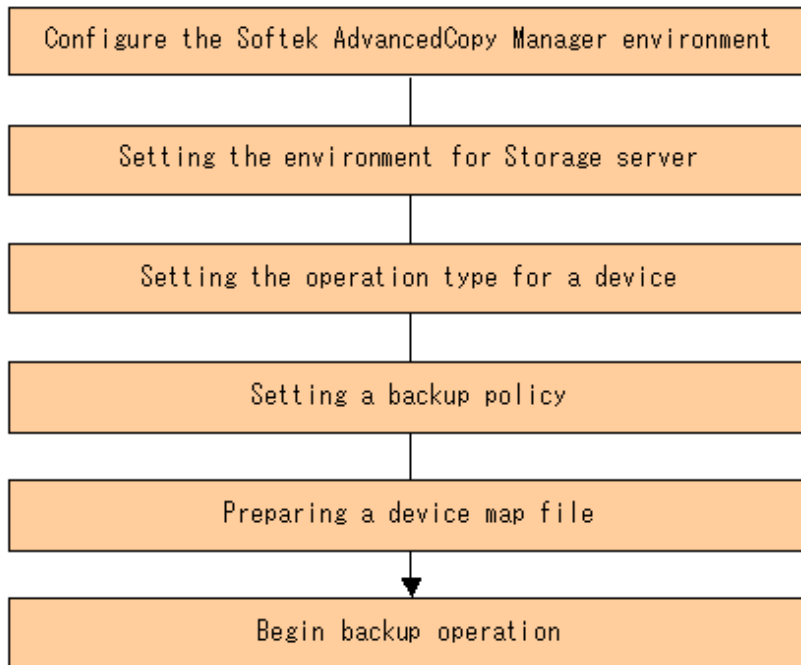 Configure the Softek AdvancedCopy Manager environment
Setting the environment for Storage server
Setting the operation type for a device
Setting a backup policy
Preparing a device map file
Begin backup operation